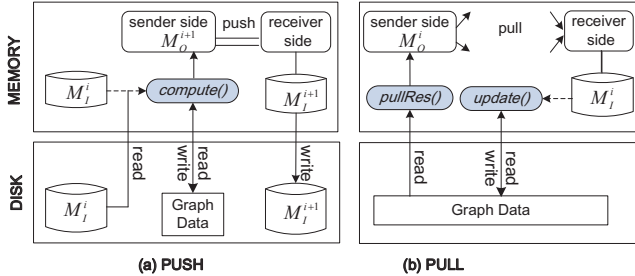 MEMORY
sender side
M_O^{i+1}
push
receiver
side
M_I^i
compute()
M_I^{i+1}
read
write
read
write
DISK
M_I^i
Graph
Data
M_I^{i+1}
(a) PUSH
sender side
M_O^i
pull
receiver
side
pullRes()
update()
M_I^i
read
write
read
Graph Data
(b) PULL